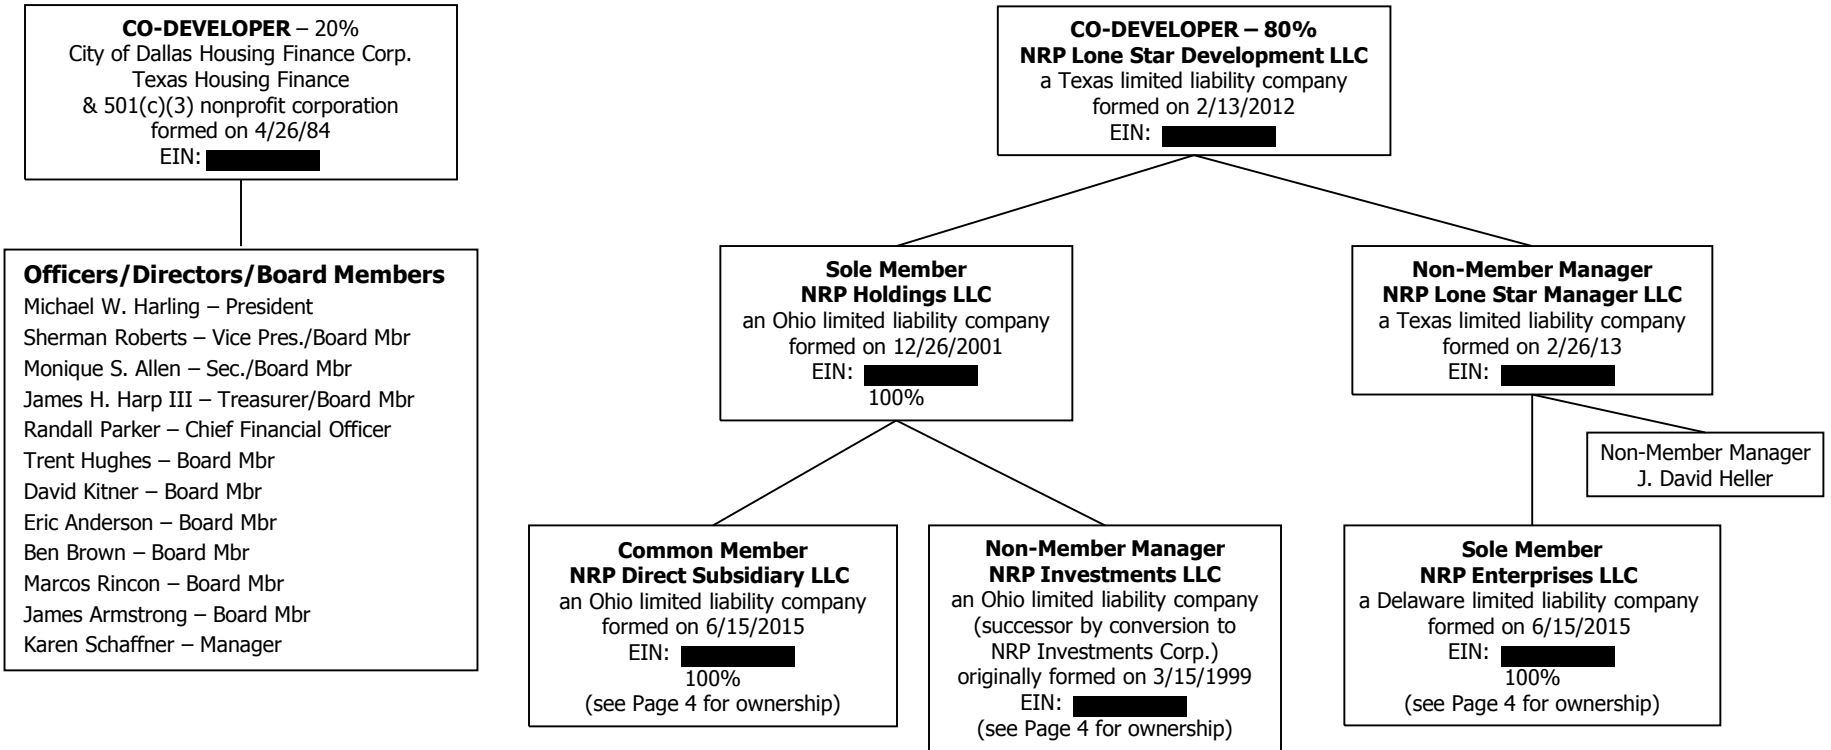 CO-DEVELOPER – 20%
City of Dallas Housing Finance Corp.
Texas Housing Finance
& 501(c)(3) nonprofit corporation
formed on 4/26/84
EIN:
Officers/Directors/Board Members
Michael W. Harling – President
Sherman Roberts – Vice Pres./Board Mbr
Monique S. Allen – Sec./Board Mbr
James H. Harp III – Treasurer/Board Mbr
Randall Parker – Chief Financial Officer
Trent Hughes – Board Mbr
David Kitner – Board Mbr
Eric Anderson – Board Mbr
Ben Brown – Board Mbr
Marcos Rincon – Board Mbr
James Armstrong – Board Mbr
Karen Schaffner – Manager
CO-DEVELOPER – 80%
NRP Lone Star Development LLC
a Texas limited liability company
formed on 2/13/2012
EIN:
Sole Member
NRP Holdings LLC
an Ohio limited liability company
formed on 12/26/2001
EIN:
100%
Non-Member Manager
NRP Lone Star Manager LLC
a Texas limited liability company
formed on 2/26/13
EIN:
Non-Member Manager
J. David Heller
Common Member
NRP Direct Subsidiary LLC
an Ohio limited liability company
formed on 6/15/2015
EIN:
100%
(see Page 4 for ownership)
Non-Member Manager
NRP Investments LLC
an Ohio limited liability company
(successor by conversion to
NRP Investments Corp.)
originally formed on 3/15/1999
EIN:
(see Page 4 for ownership)
Sole Member
NRP Enterprises LLC
a Delaware limited liability company
formed on 6/15/2015
EIN:
100%
(see Page 4 for ownership)